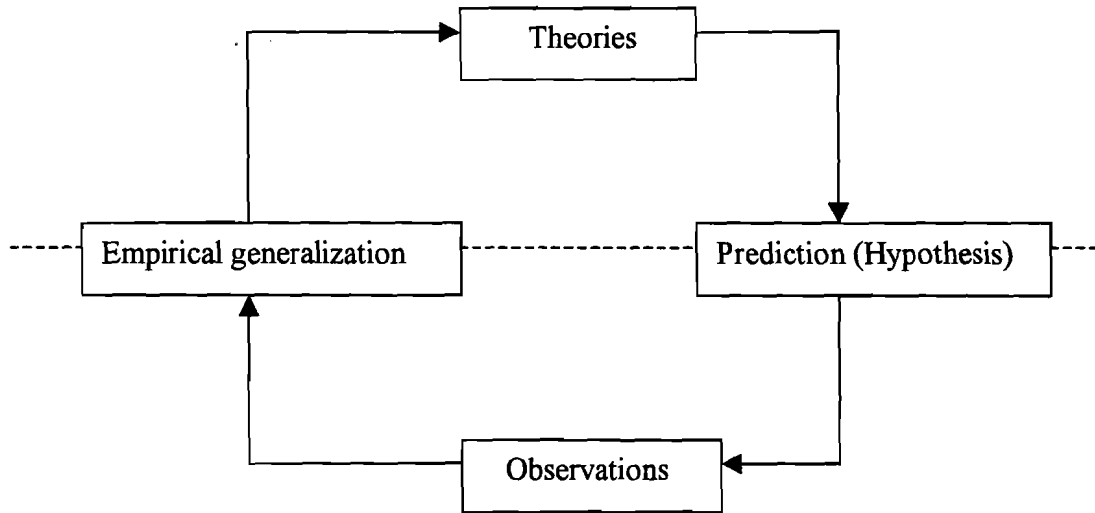 Theories
Empirical generalization
Prediction (Hypothesis)
Observations